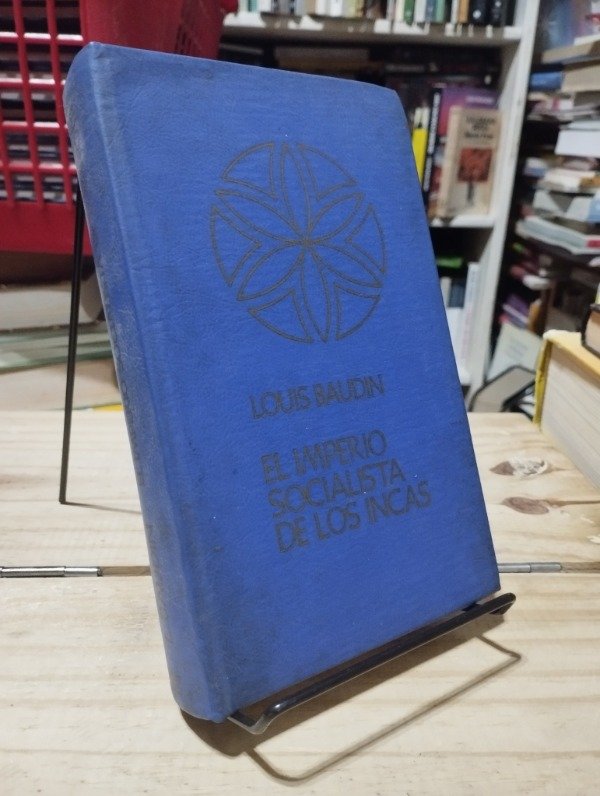 LOUIS BAUDIN
EL IMPERIO
SOCIALISTA
DE LOS INCAS